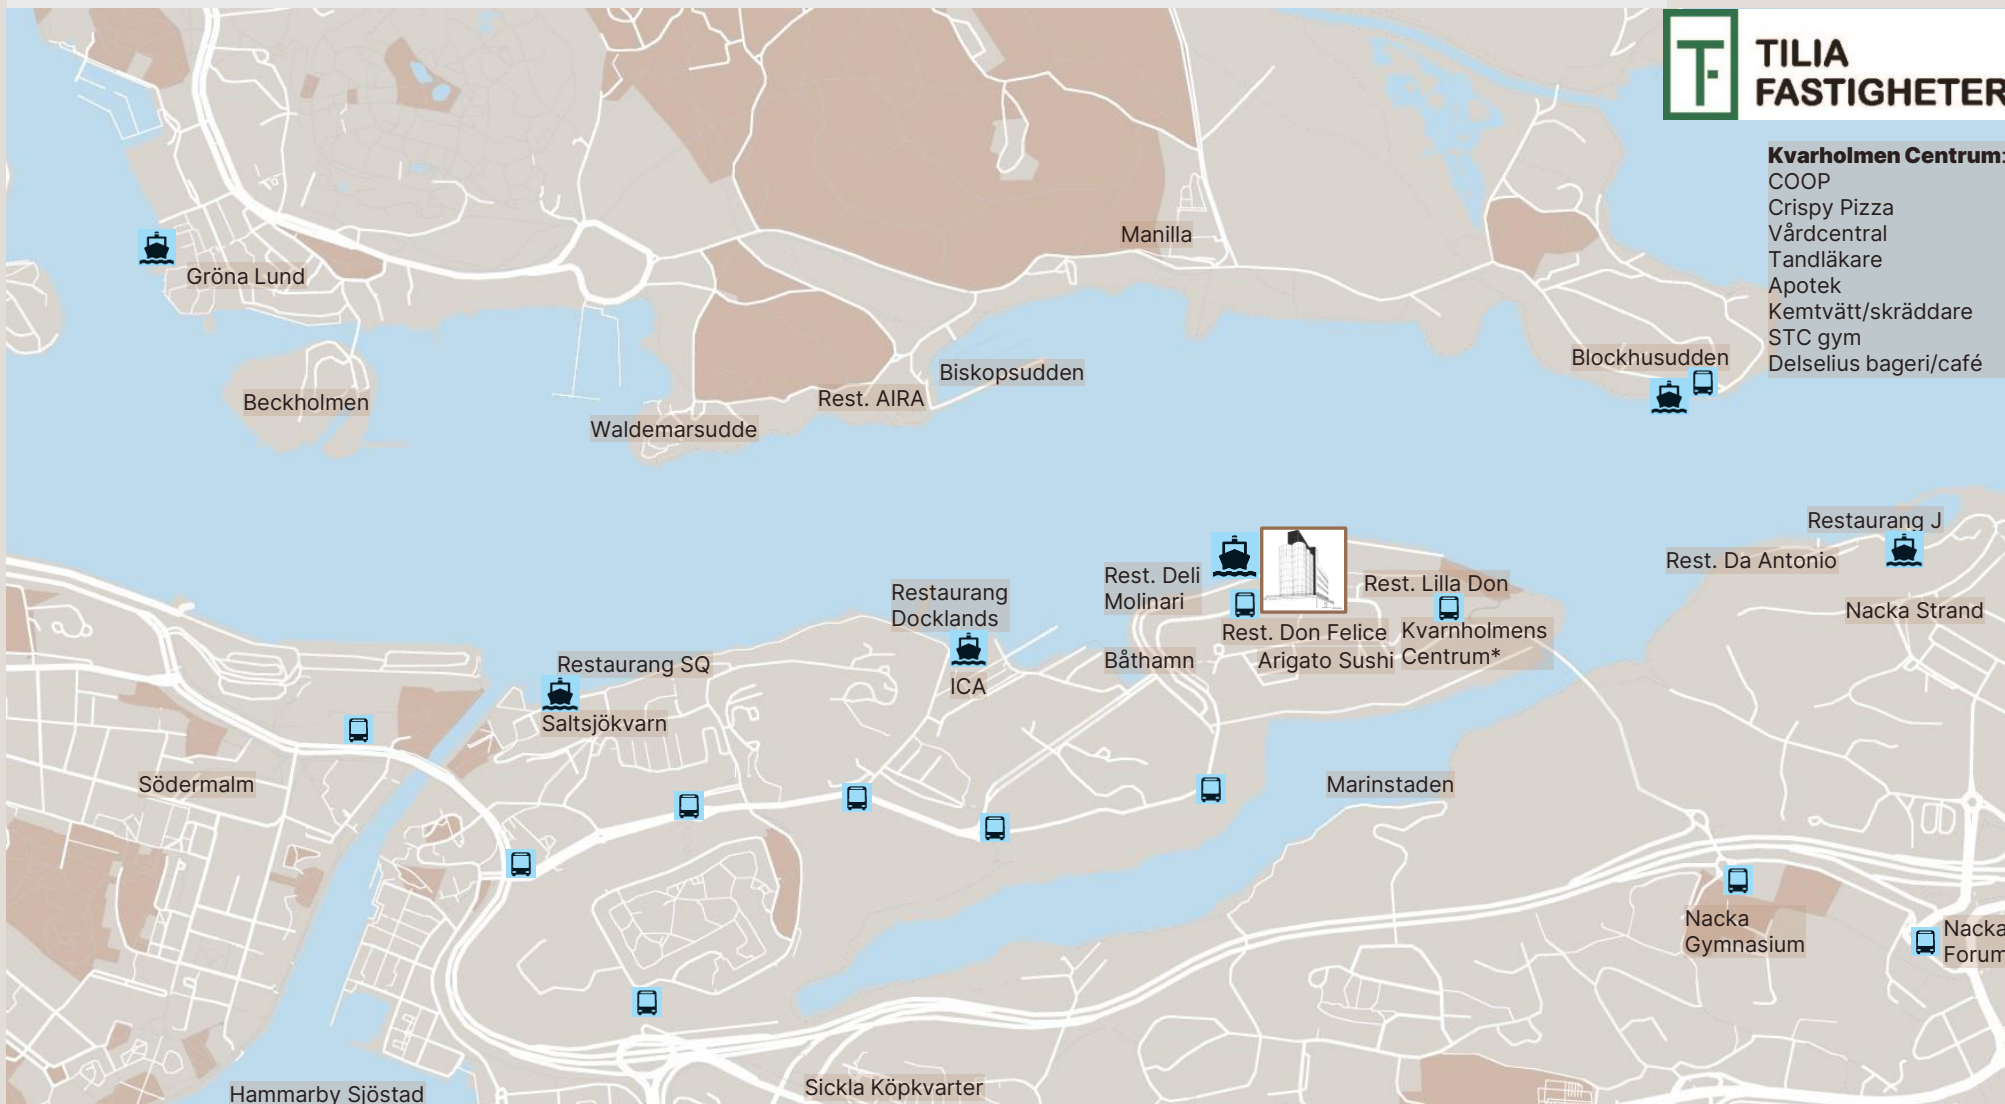 TILIA
FASTIGHETER
Kvarholmen Centrum:
COOP
Crispy Pizza
Vårdcentral
Tandläkare
Apotek
Kemtvätt/skräddare
STC gym
Delselius bageri/café
Manilla
Gröna Lund
Blockhusudden
Biskopsudden
Rest. AIRA
Beckholmen
Waldemarsudde
Restaurang J
Rest. Da Antonio
Rest. Deli
Molinari
Rest. Lilla Don
Restaurang
Docklands
Nacka Strand
Rest. Don Felice
Kvarnholmens
Centrum*
Båthamn
Arigato Sushi
Restaurang SQ
ICA
Saltsjökvarn
Södermalm
Marinstaden
Nacka
Gymnasium
Nacka
Forum
Sickla Köpkvarter
Hammarby Sjöstad